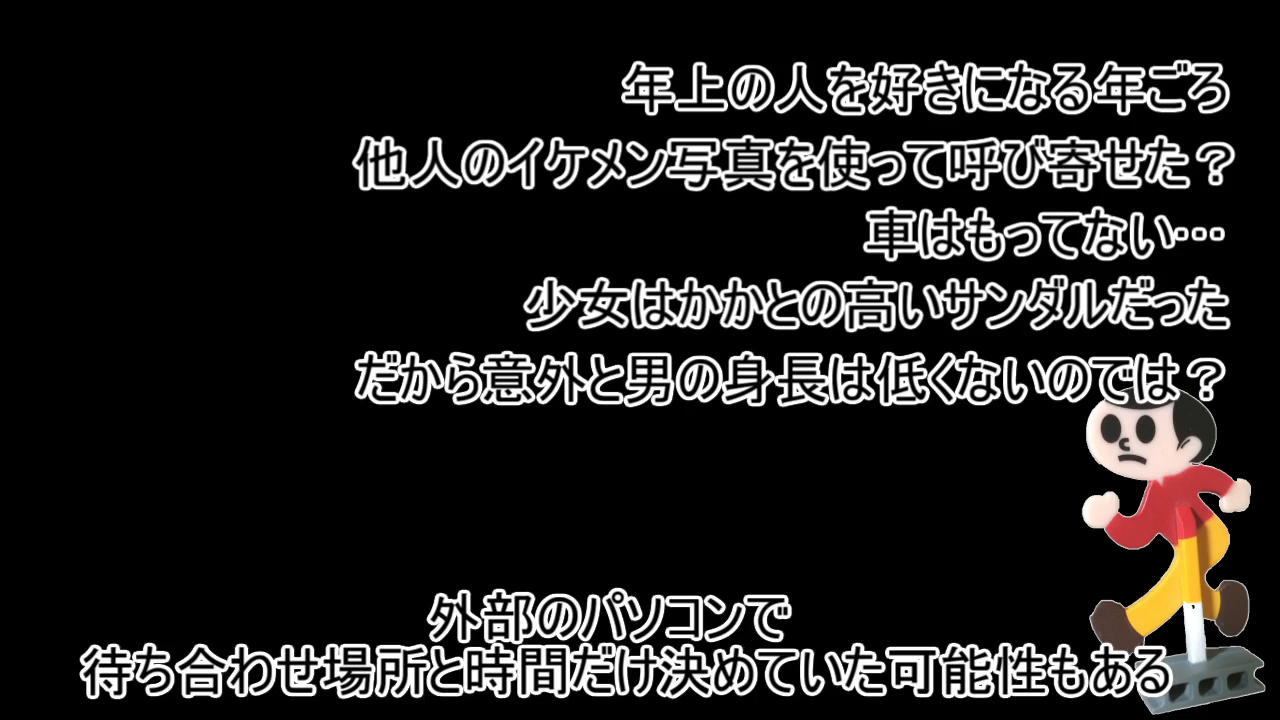 年上の人を好きになる年ごろ
他人のイケメン写真を使って呼び寄せた？
車はもってない…
少女はかかとの高いサンダルだった
だから意外と男の身長は低くないのでは？
外部のパソコンで
待ち合わせ場所と時間だけ決めていた可能性もある